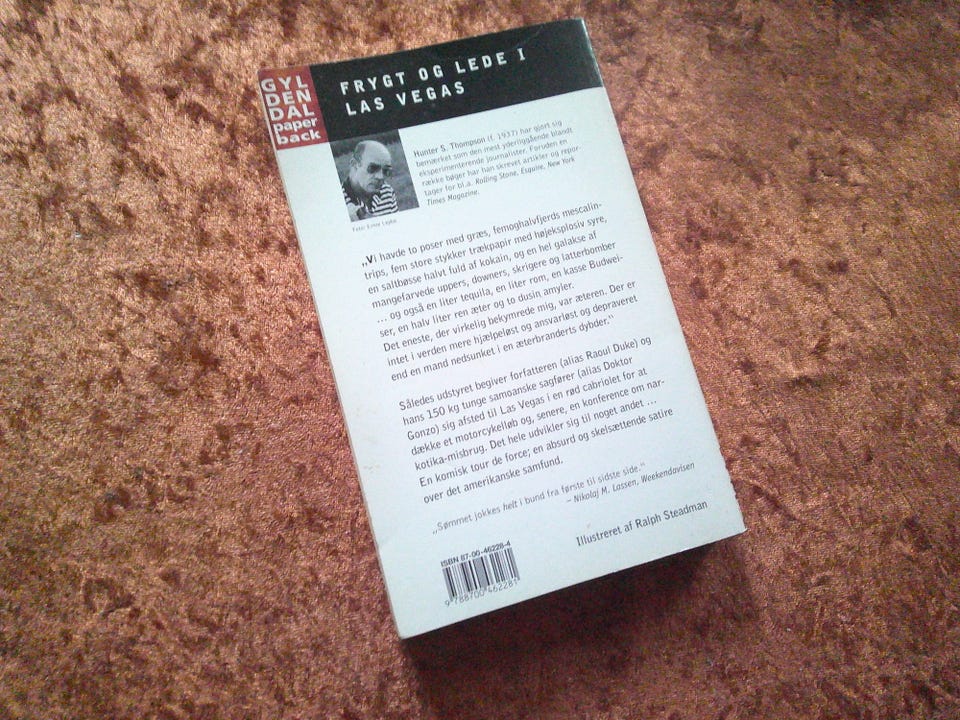 GYL
DEN
DAL
paper
back
FRYGT OG LEDE I
LAS VEGAS
Hunter S. Thompson (f. 1937) har gjort sig
bemærket som den mest yderliggående blandt
eksperimenterende journalister. Foruden en
række bøger har han skrevet artikler og repor-
tager for bl.a. Rolling Stone, Esquire, New York
Times Magazine.
Foto:
„Vi havde to poser med græs, femoghalvfjerds mescalin-
trips, fem store stykker trækpapir med højeksplosiv syre,
en saltbøsse halvt fuld af kokain, og en hel galakse af
mangefarvede uppers, downers, skrigere og latterbomber
... og også en liter tequila, en liter rom, en kasse Budwei-
ser, en halv liter ren æter og to dusin amyler.
Det eneste, der virkelig bekymrede mig, var æteren. Der er
intet i verden mere hjælpeløst og ansvarløst og depraveret
end en mand nedsunket i en æterbranderts dybder.“
Således udstyret begiver forfatteren (alias Raoul Duke) og
hans 150 kg tunge samoanske sagfører (alias Doktor
Gonzo) sig afsted til Las Vegas i en rød cabriolet for at
dække et motorcykelløb og, senere, en konference om nar-
kotika-misbrug. Det hele udvikler sig til noget andet ...
En komisk tour de force; en absurd og skelsættende satire
over det amerikanske samfund.
„Sømmet jokkes helt i bund fra første til sidste side.“
– Nikolaj M. Lassen, Weekendavisen
Illustreret af Ralph Steadman
ISBN 87-00-46228-4
9 788700 462281